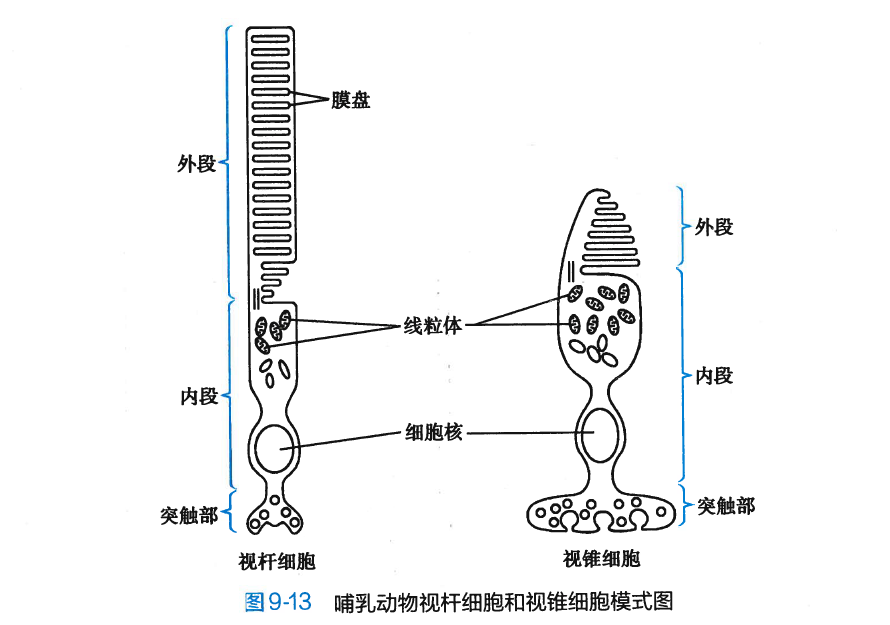 膜盘
外段
外段
线粒体
内段
内段
细胞核
突触部
突触部
视杆细胞
视锥细胞
图9-13 哺乳动物视杆细胞和视锥细胞模式图